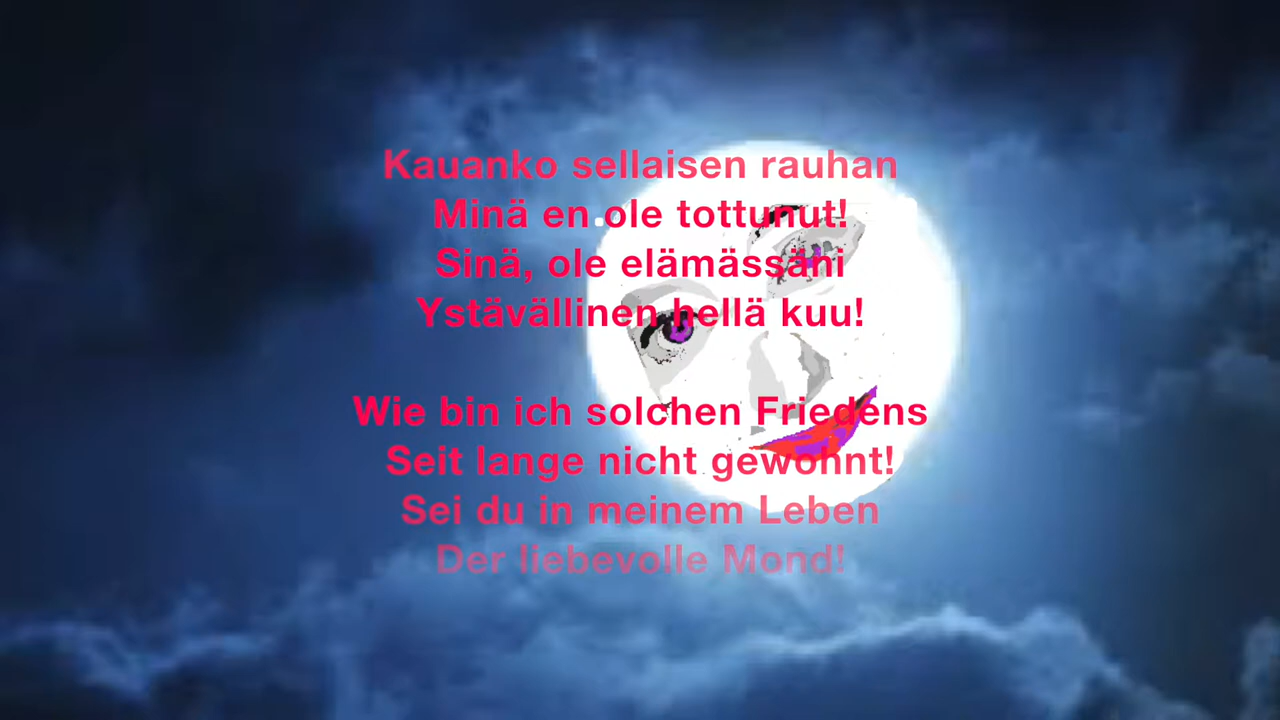 Kauanko sellaisen rauhan
Minä en ole tottunut!
Sinä, ole elämässäni
Ystävällinen hellä kuu!
Wie bin ich solchen Friedens
Seit lange nicht gewohnt!
Sei du in meinem Leben
Der liebevolle Mond!